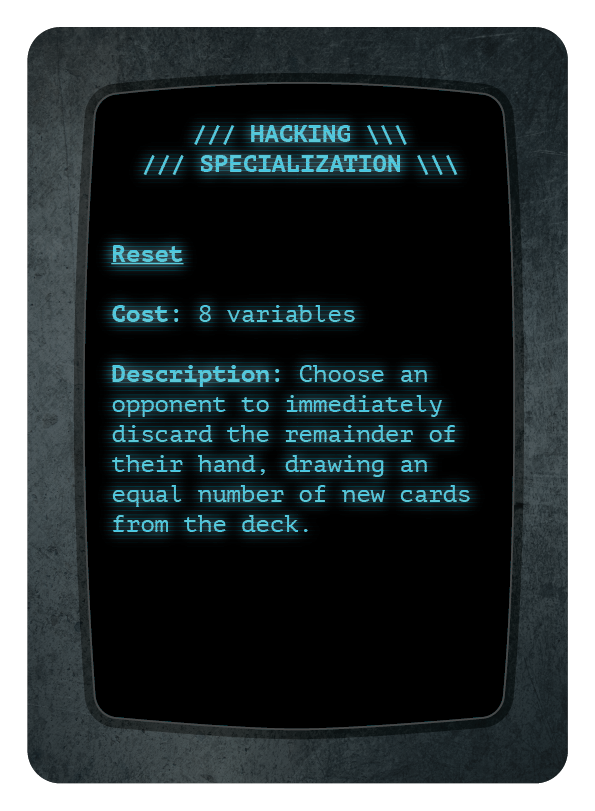 /// HACKING \\\
/// SPECIALIZATION \\\
Reset
Cost: 8 variables
Description: Choose an
opponent to immediately
discard the remainder of
their hand, drawing an
equal number of new cards
from the deck.